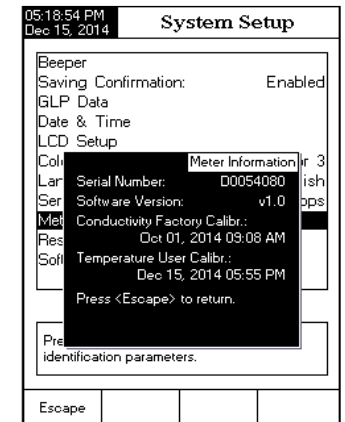 05:18:54 PM
Dec 15, 2014
System Setup
Beeper
Saving Confirmation: Enabled
GLP Data
Date & Time
LCD Setup
Meter Information
Serial Number: D0054080
Software Version: v1.0
Conductivity Factory Calibr.:
Oct 01, 2014 09:08 AM
Temperature User Calibr.:
Dec 15, 2014 05:55 PM
Press <Escape> to return.
identification parameters.
Escape